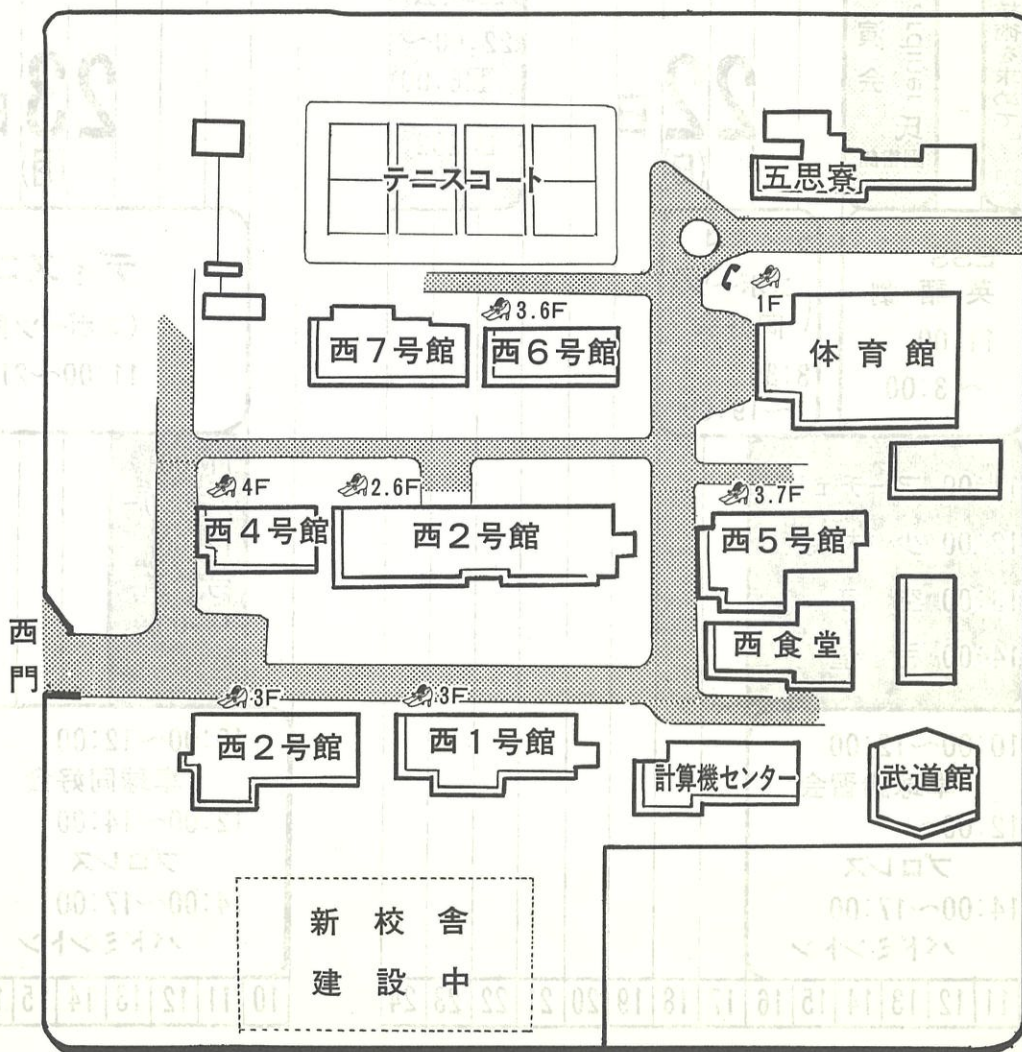 テニスコート
五思寮
1F
3.6F
西7号館
西6号館
体育館
4F
2.6F
3.7F
西4号館
西2号館
西5号館
西食堂
西門
3F
3F
西2号館
西1号館
計算機センター
武道館
新校舎
建設中